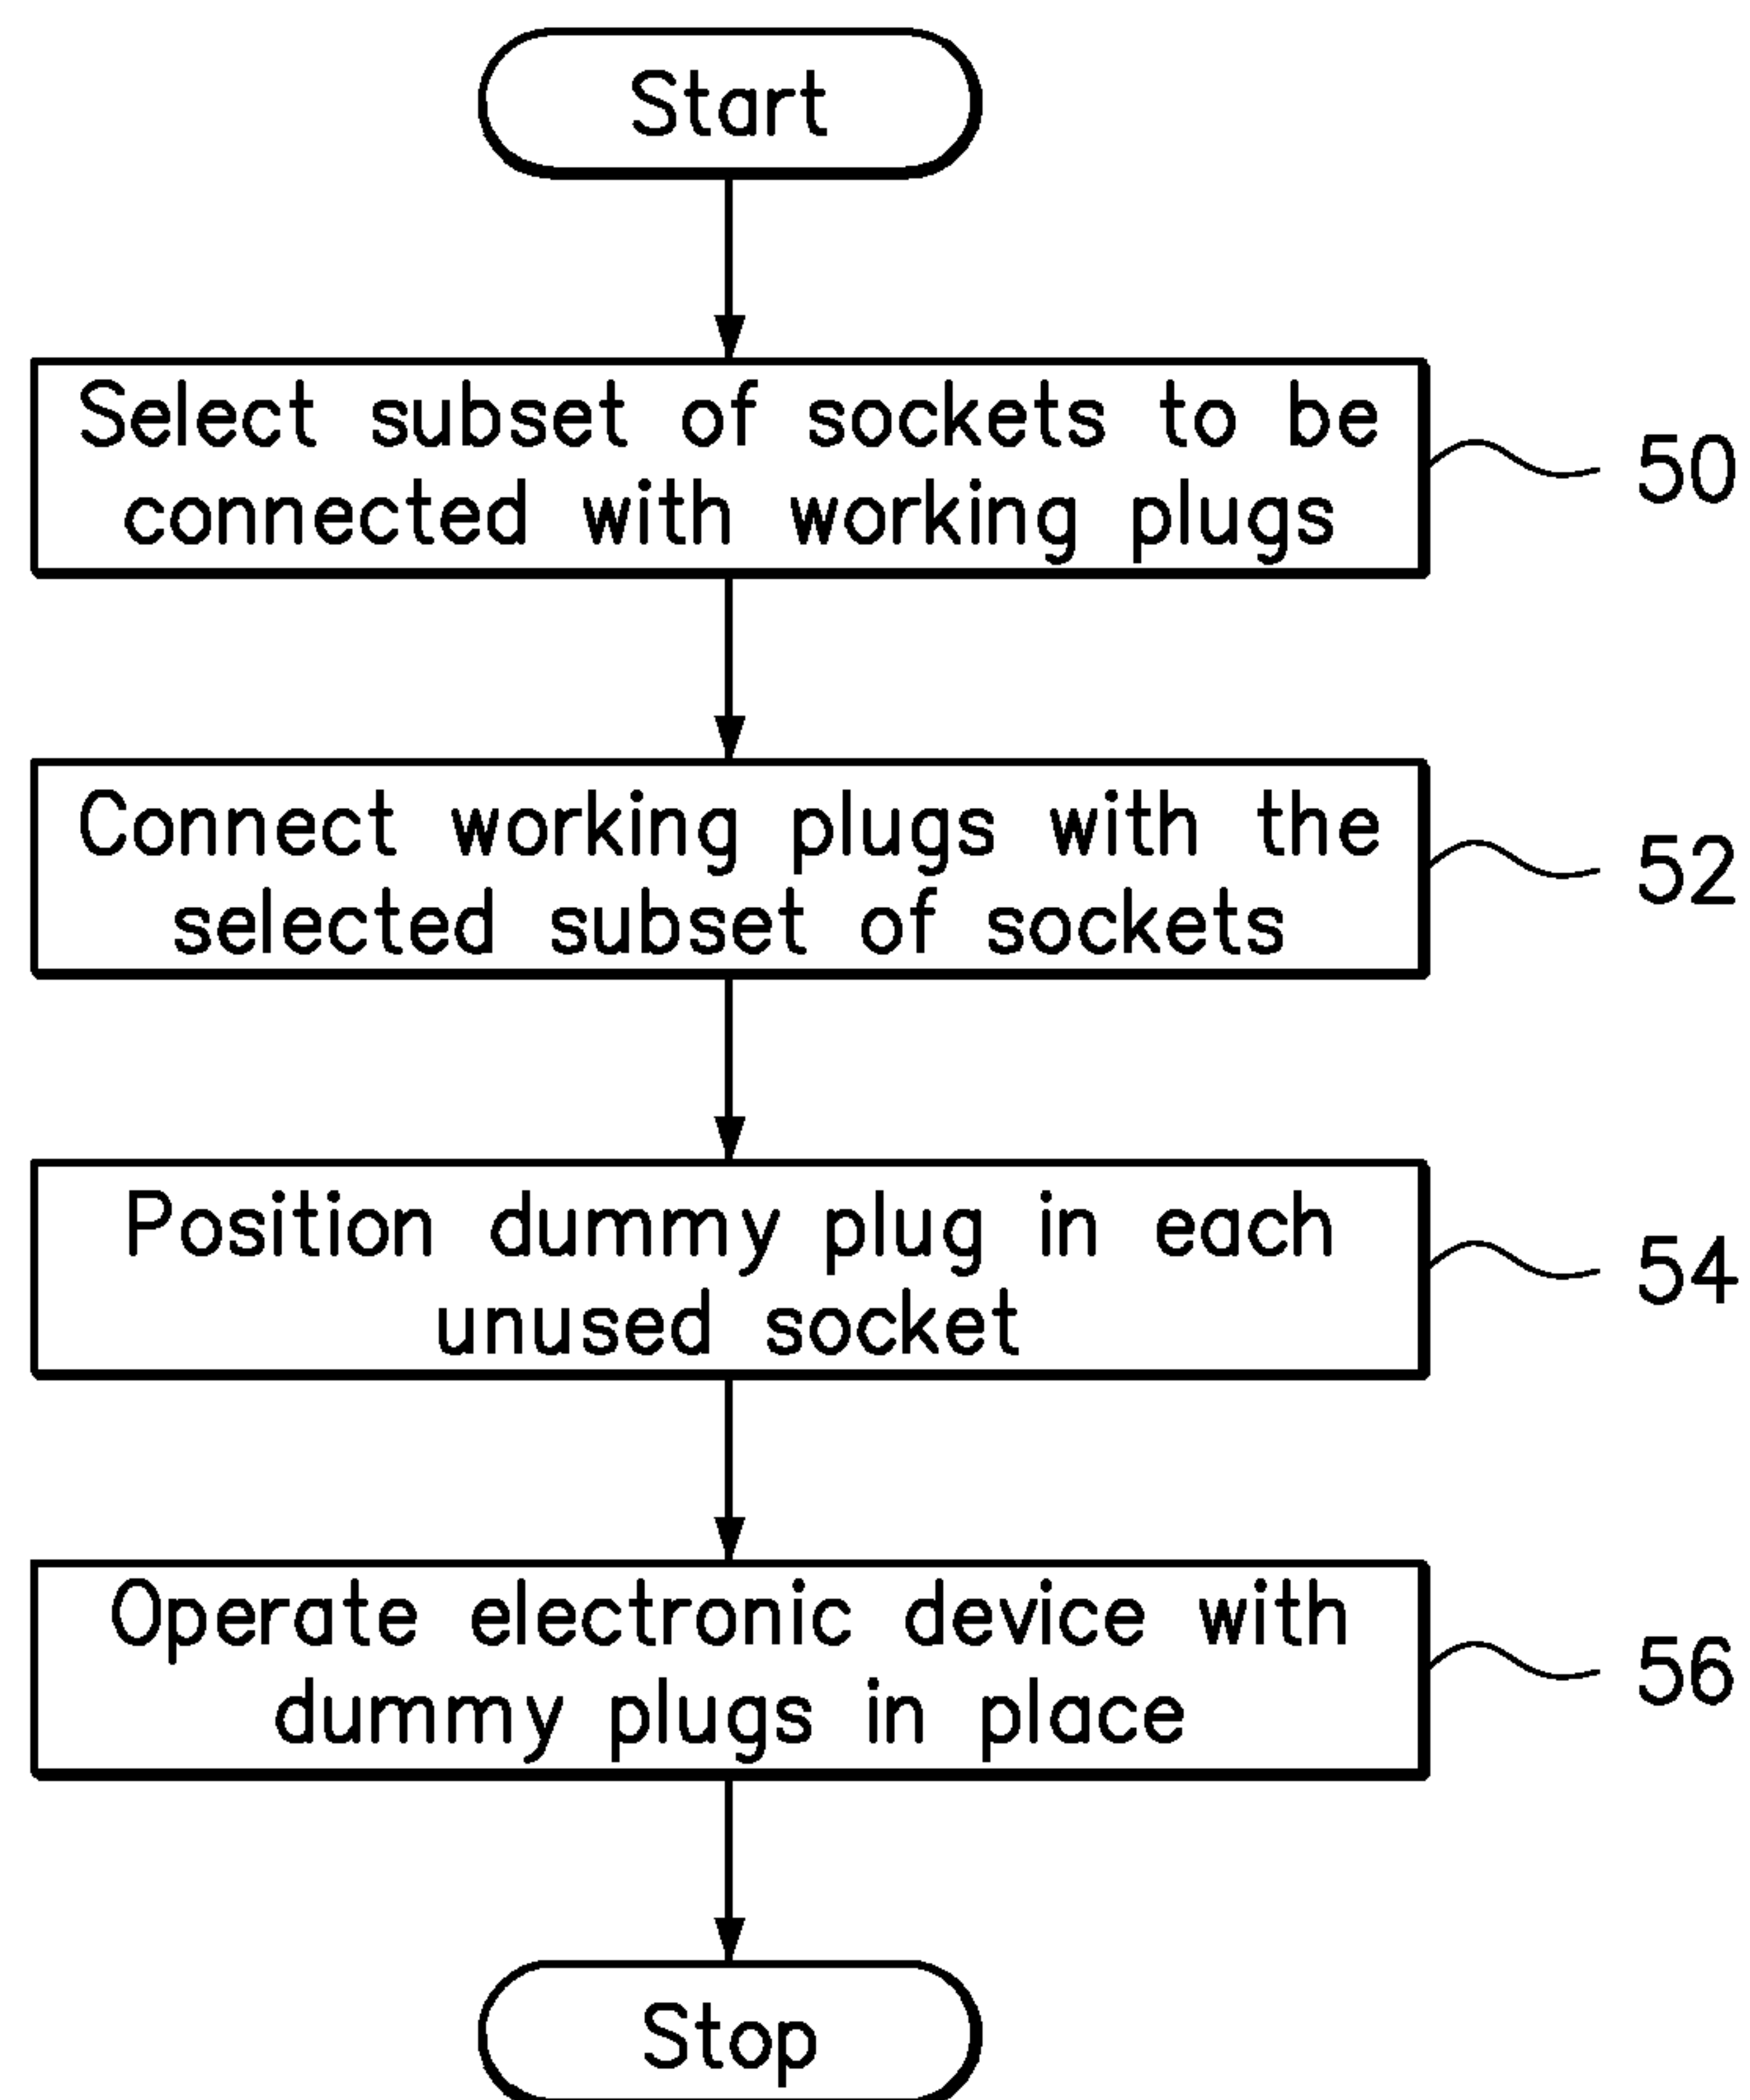 Start
Select subset of sockets to be
connected with working plugs
50
Connect working plugs with the
selected subset of sockets
52
Position dummy plug in each
unused socket
54
Operate electronic device with
dummy plugs in place
56
Stop